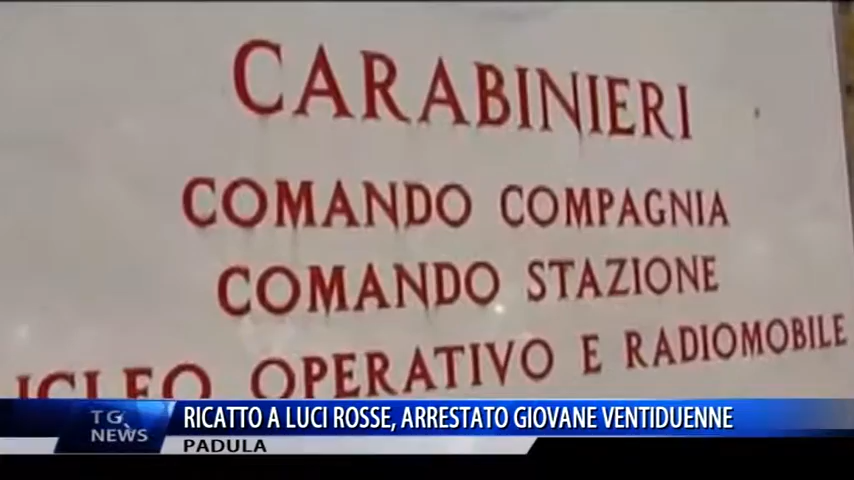 CARABINIERI
COMANDO COMPAGNIA
COMANDO STAZIONE
OPERATIVO E RADIOMOBILE
TG NEWS
RICATTO A LUCI ROSSE, ARRESTATO GIOVANE VENTIDUENNE
PADULA